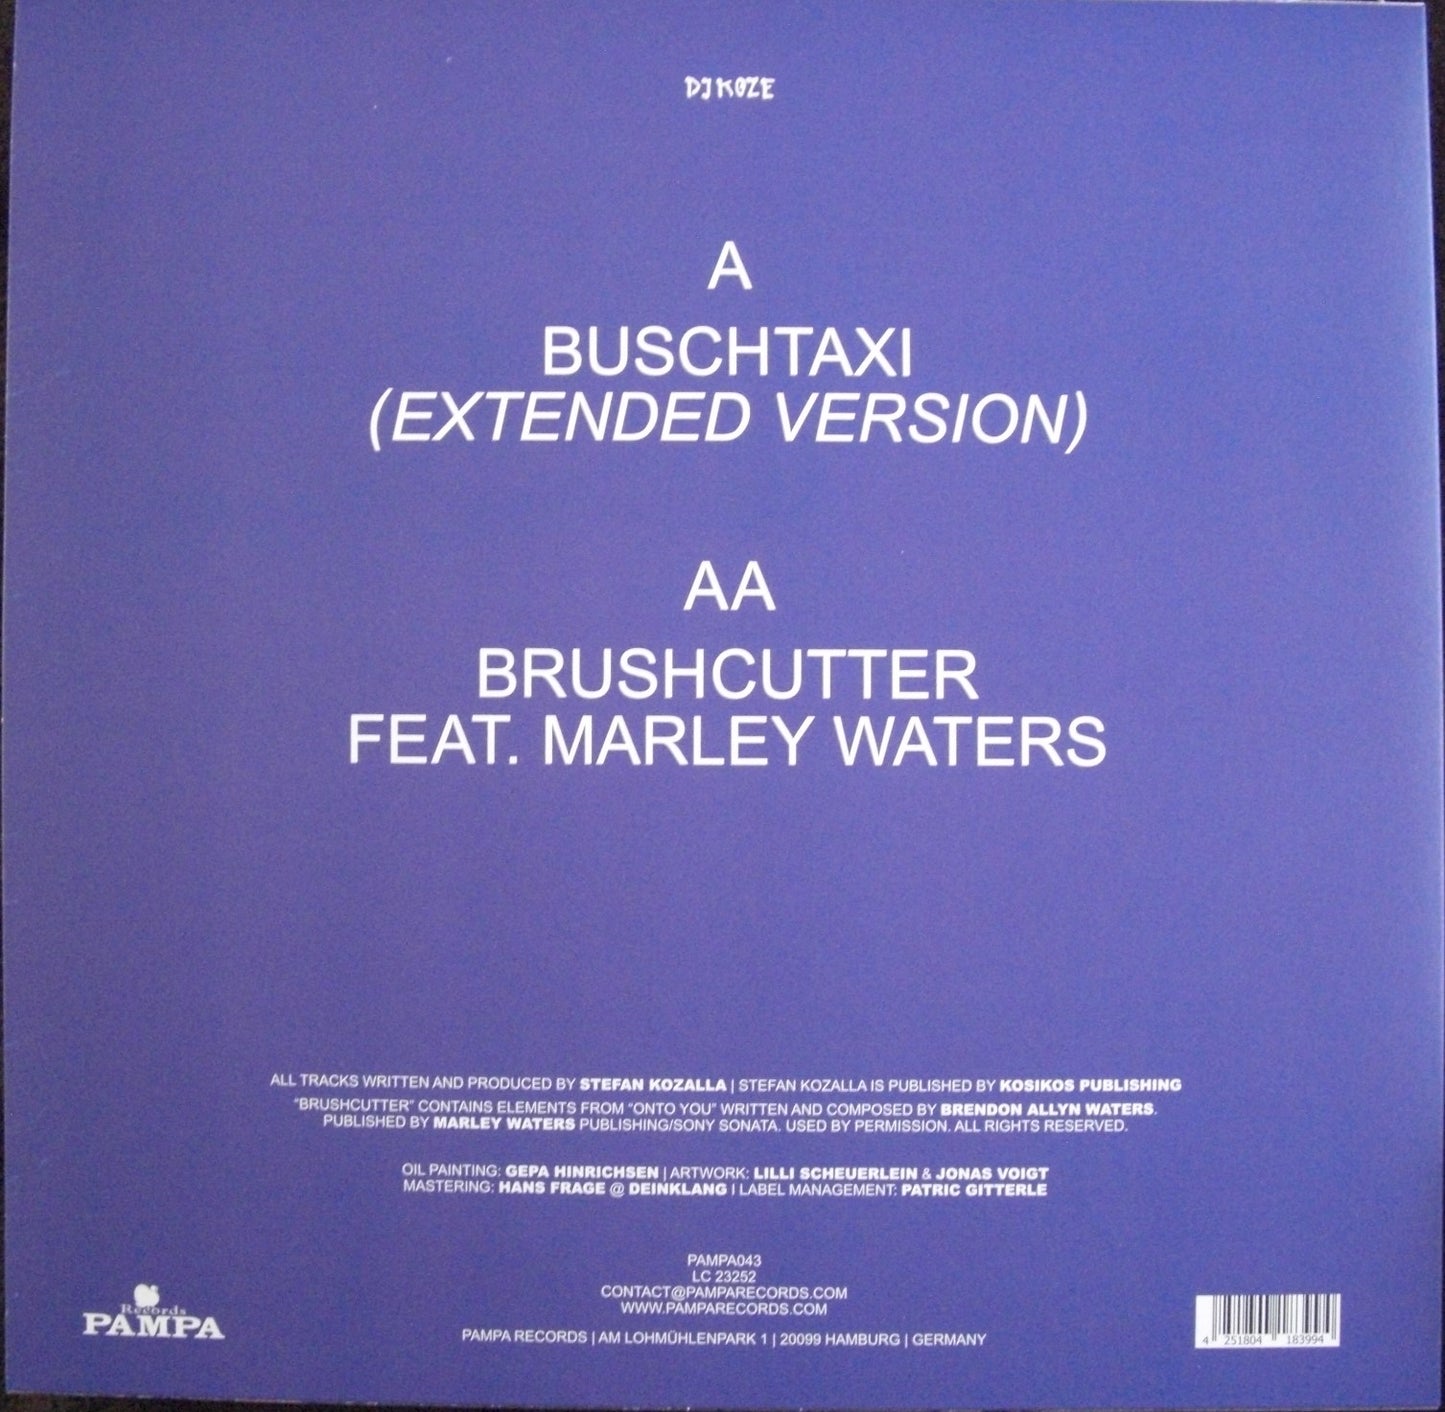 DJ KOZE
A
BUSCHTAXI
(EXTENDED VERSION)
AA
BRUSHCUTTER
FEAT. MARLEY WATERS
ALL TRACKS WRITTEN AND PRODUCED BY STEFAN KOZALLA | STEFAN KOZALLA IS PUBLISHED BY KOSIKOS PUBLISHING
"BRUSHCUTTER" CONTAINS ELEMENTS FROM "ONTO YOU" WRITTEN AND COMPOSED BY BRENDON ALLYN WATERS.
PUBLISHED BY MARLEY WATERS PUBLISHING/SONY SONATA. USED BY PERMISSION. ALL RIGHTS RESERVED.
OIL PAINTING: GEPA HINRICHSEN | ARTWORK: LILLI SCHEUERLEIN & JONAS VOIGT
MASTERING: HANS FRAGE @ DEINKLANG | LABEL MANAGEMENT: PATRIC GITTERLE
PAMPA043
LC 23252
CONTACT@PAMPARECORDS.COM
WWW.PAMPARECORDS.COM
PAMPA RECORDS | AM LOHMÜHLENPARK 1 | 20099 HAMBURG | GERMANY
Records
PAMPA
4 251804 183994